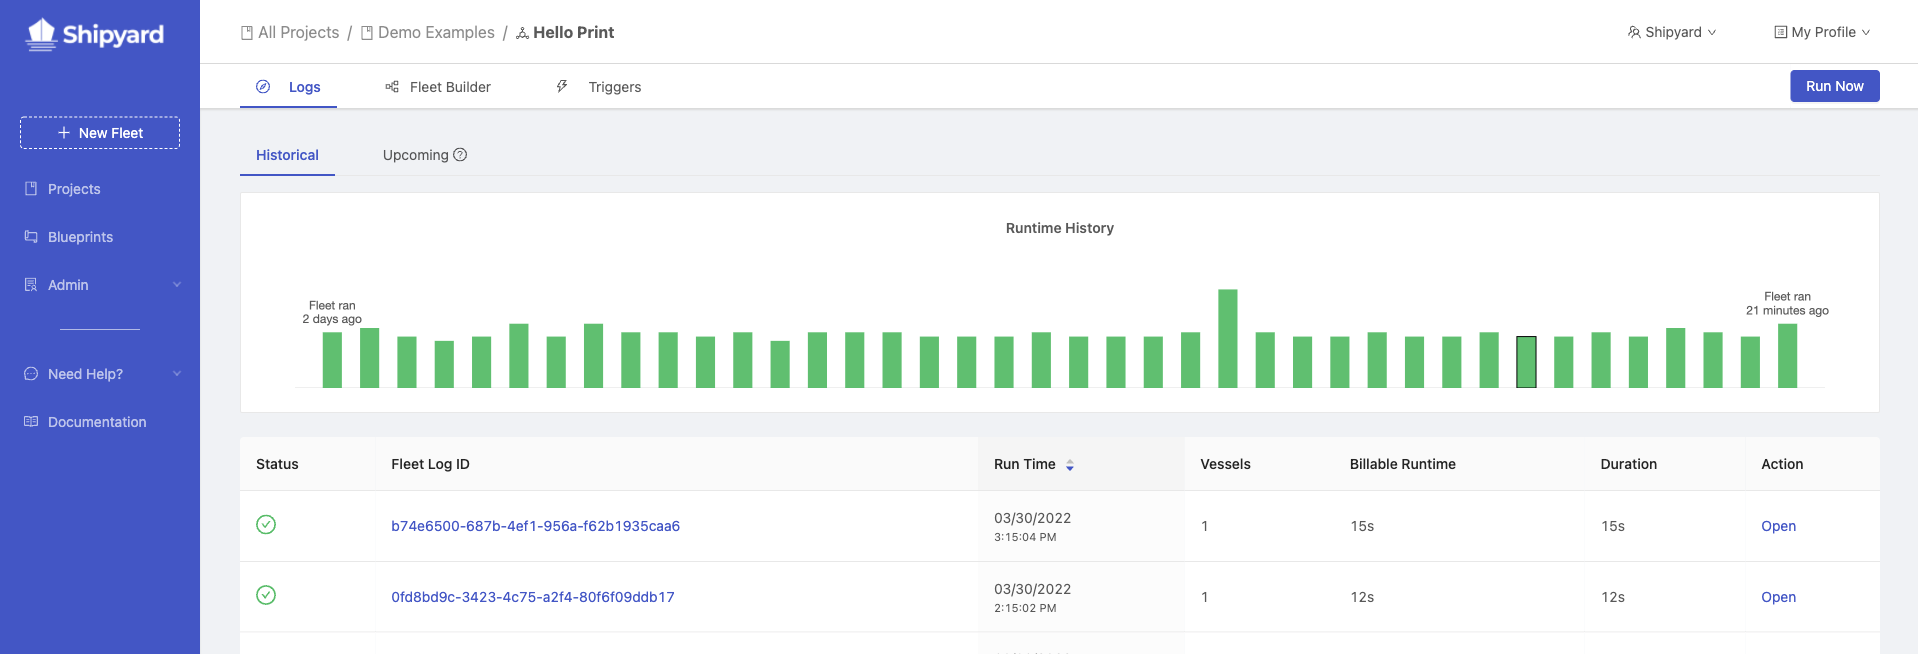 Shipyard
All Projects / Demo Examples / Hello Print
Shipyard
My Profile
Logs
Fleet Builder
Triggers
Run Now
+ New Fleet
Projects
Blueprints
Admin
Need Help?
Documentation
Historical
Upcoming ?
Runtime History
Fleet ran
2 days ago
Fleet ran
21 minutes ago
Status Fleet Log ID Run Time Vessels Billable Runtime Duration Action
b74e6500-687b-4ef1-956a-f62b1935caa6 03/30/2022 3:15:04 PM 1 15s 15s Open
0fd8bd9c-3423-4c75-a2f4-80f6f09ddb17 03/30/2022 2:15:02 PM 1 12s 12s Open